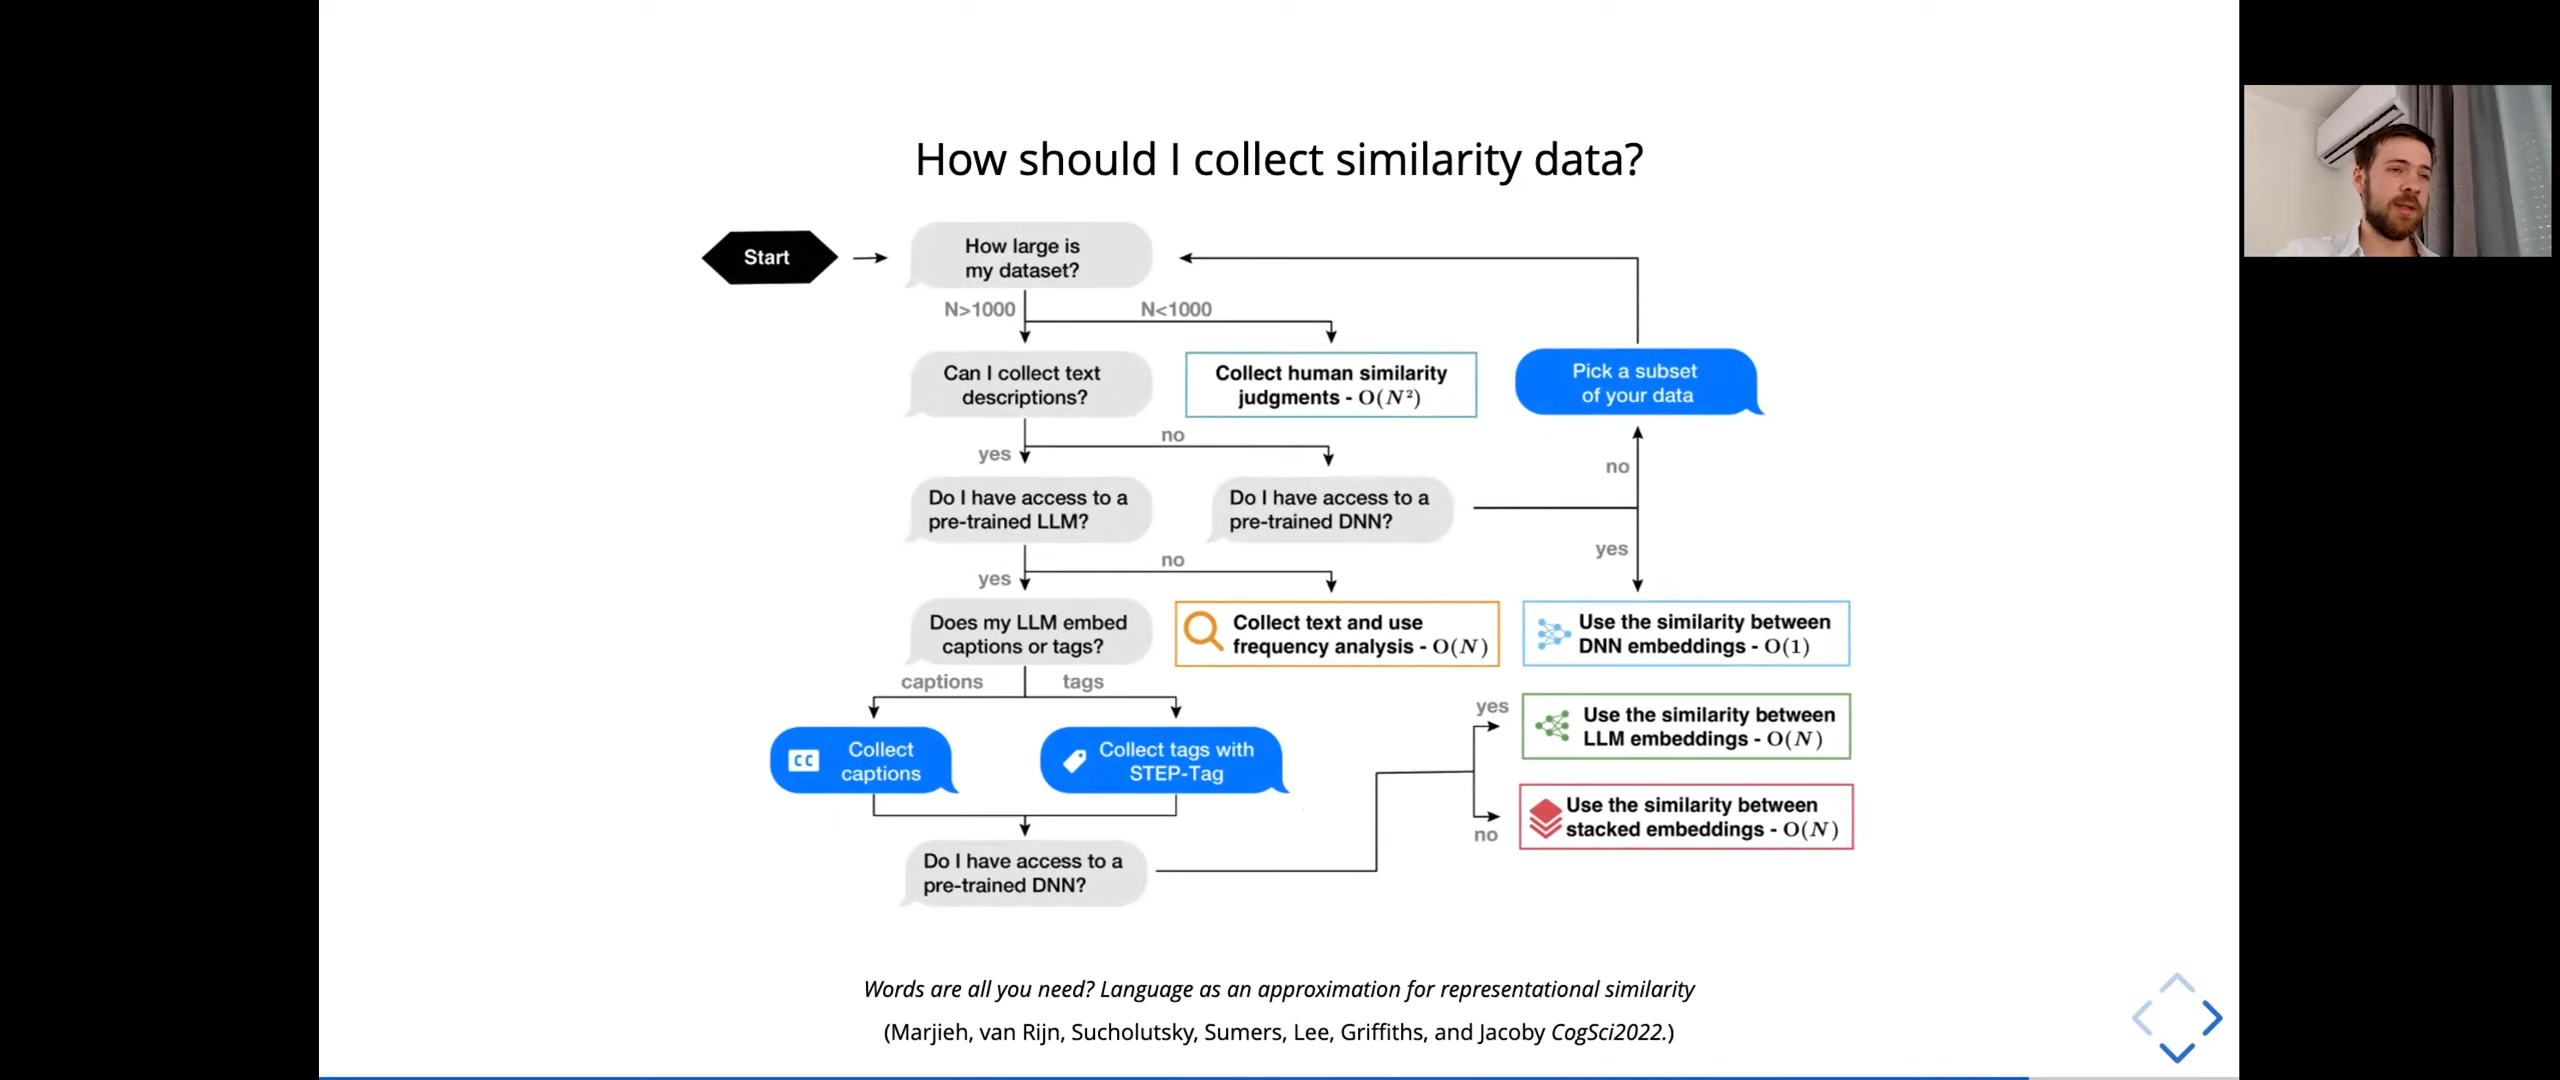 How should I collect similarity data?
Start
How large is
my dataset?
N>1000
N<1000
Can I collect text
descriptions?
Collect human similarity
judgments - O(N²)
Pick a subset
of your data
no
yes
no
Do I have access to a
pre-trained LLM?
Do I have access to a
pre-trained DNN?
yes
no
yes
Does my LLM embed
captions or tags?
Collect text and use
frequency analysis - O(N)
Use the similarity between
DNN embeddings - O(1)
captions
tags
yes
Use the similarity between
LLM embeddings - O(N)
CC
Collect
captions
Collect tags with
STEP-Tag
Use the similarity between
stacked embeddings - O(N)
no
Do I have access to a
pre-trained DNN?
Words are all you need? Language as an approximation for representational similarity
(Marjieh, van Rijn, Sucholutsky, Sumers, Lee, Griffiths, and Jacoby CogSci2022.)